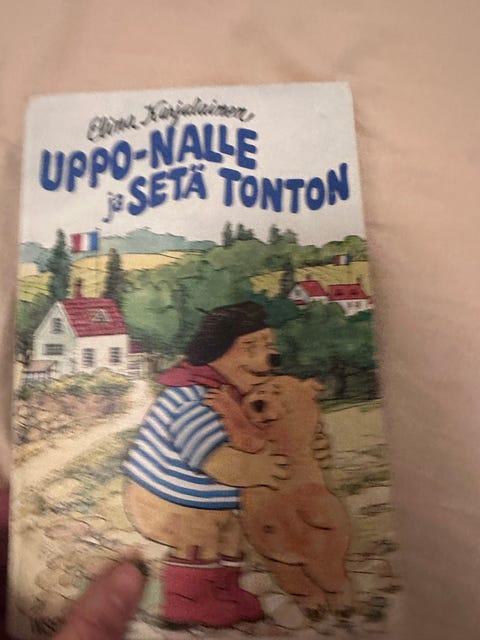 Elina Karjalainen
UPPO-NALLE
ja SETÄ TONTON